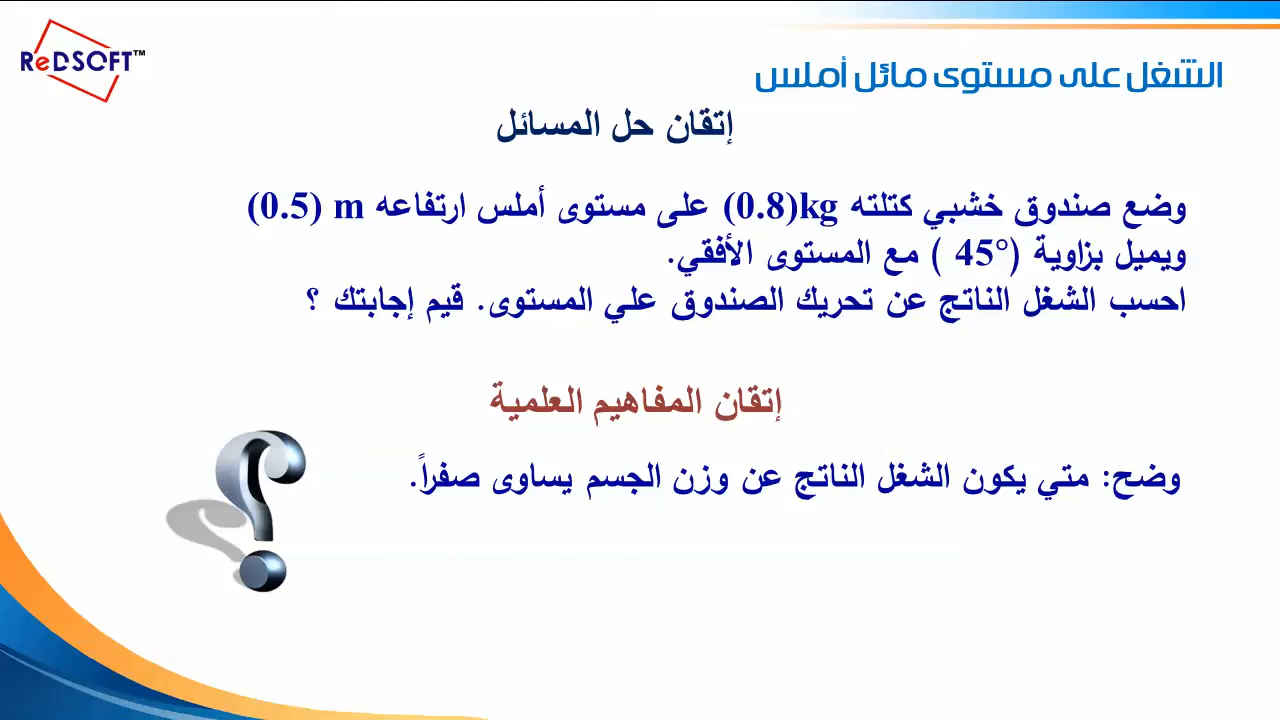 ReDSOFT™
الشغل على مستوى مائل أملس
إتقان حل المسائل
وضع صندوق خشبي كتلته kg(0.8) على مستوى أملس ارتفاعه m (0.5)
ويميل بزاوية (45° ) مع المستوى الأفقي.
احسب الشغل الناتج عن تحريك الصندوق علي المستوى. قيم إجابتك ؟
إتقان المفاهيم العلمية
وضح: متي يكون الشغل الناتج عن وزن الجسم يساوى صفراً.